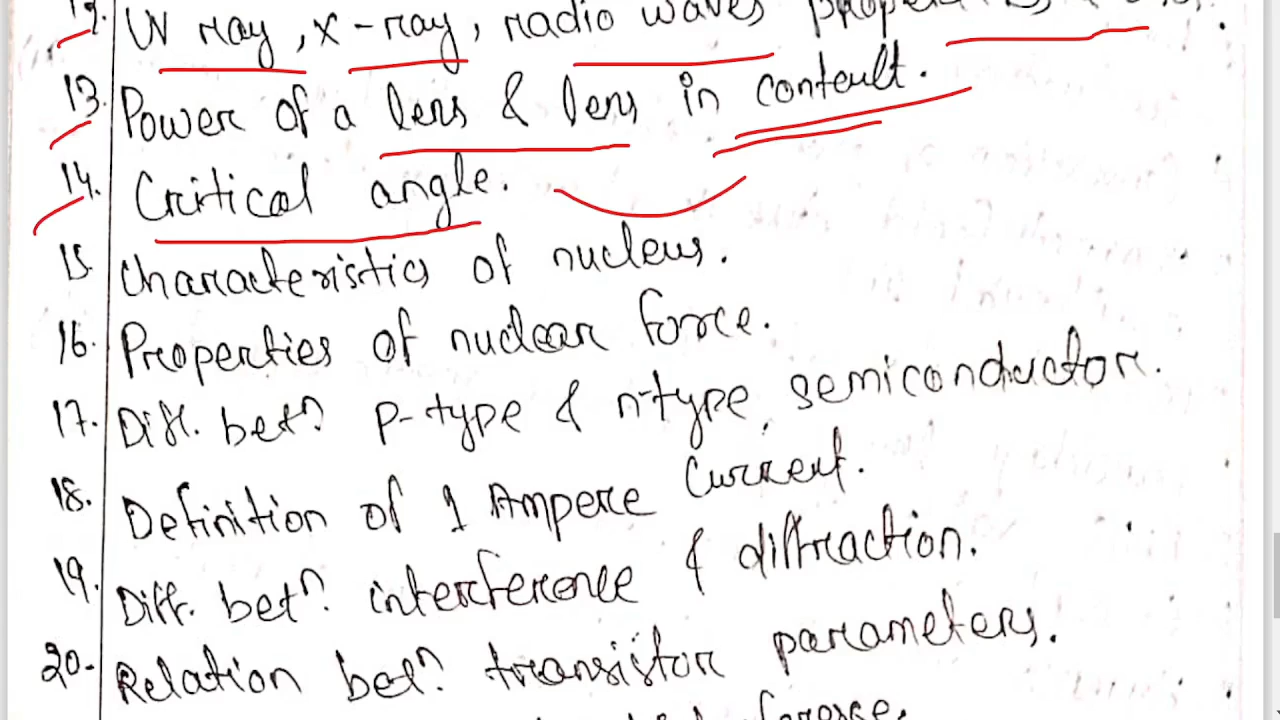 12. UV ray, x-ray, radio waves
13. Power of a lens & lens in contcult.
14. Critical angle.
15. Characteristics of nucleus.
16. Properties of nuclear force.
17. Diff. betn p-type & n-type semiconductor.
18. Definition of 1 Ampere current.
19. Diff. betn interference & diffraction.
20. Relation betn transistor parameters.